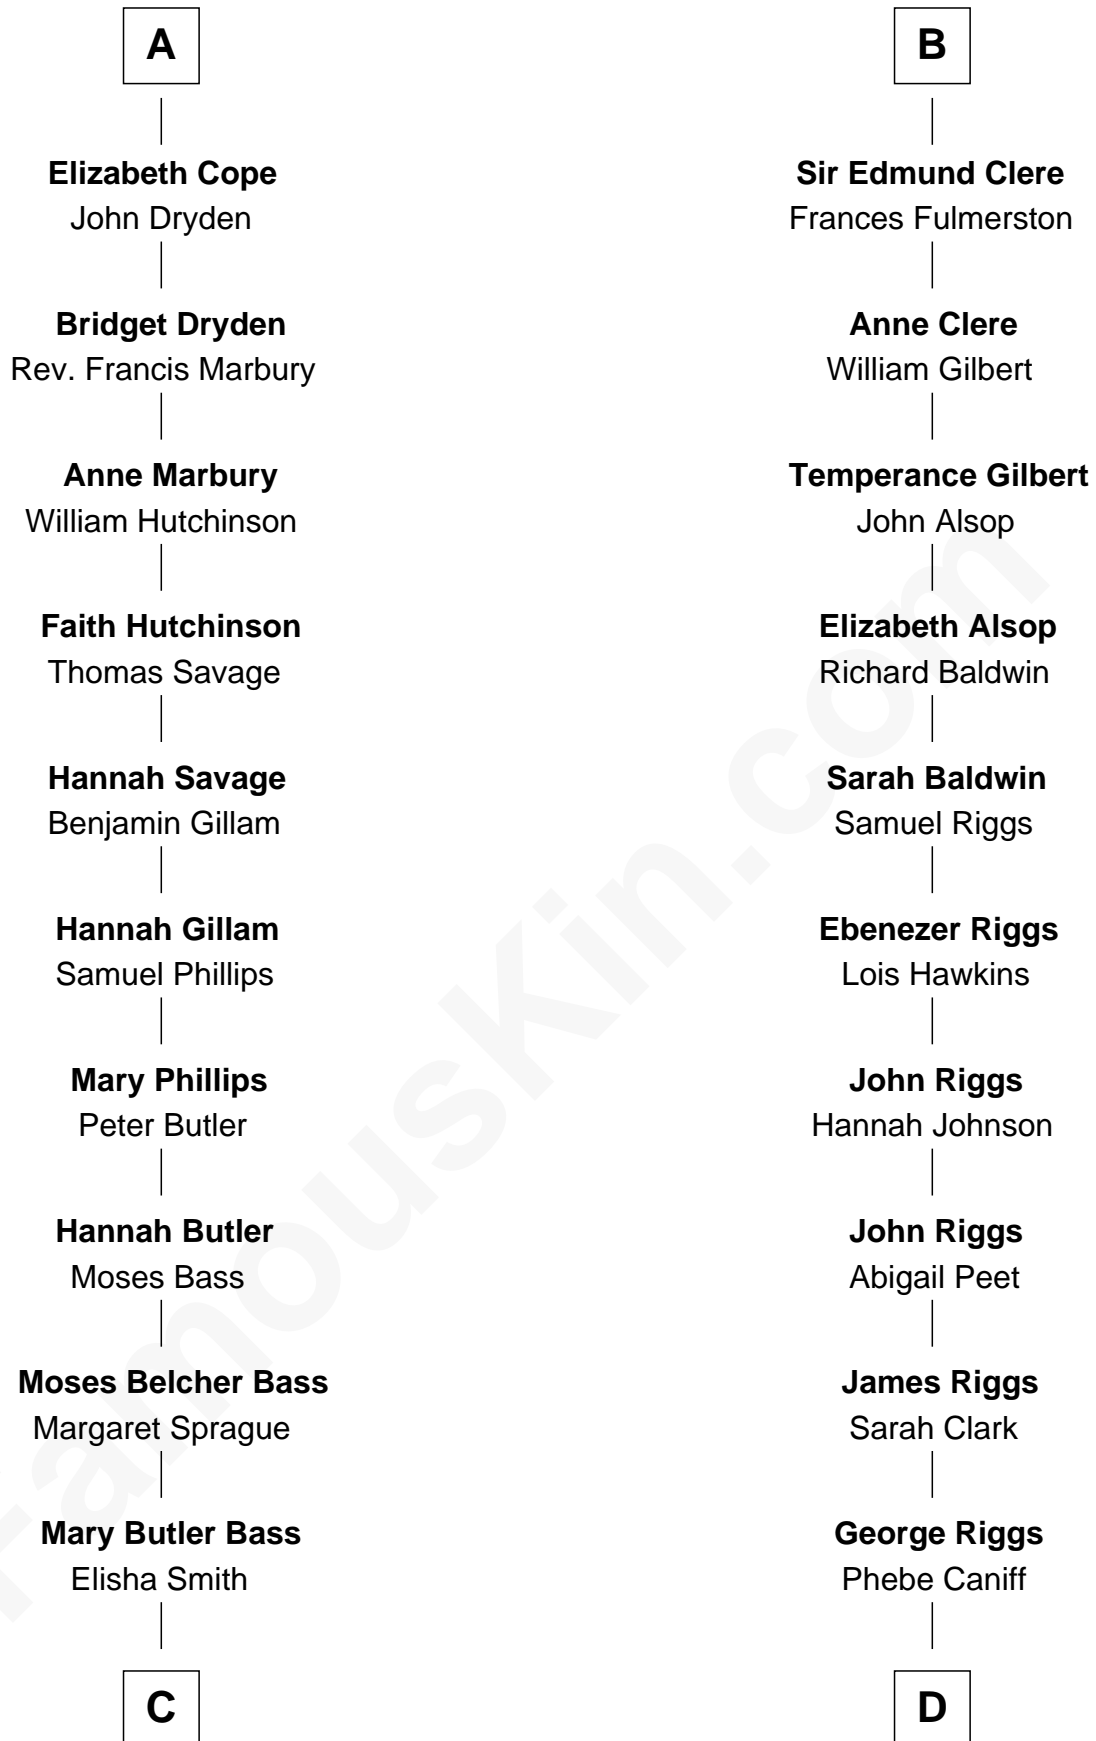 A
Elizabeth Cope
John Dryden
Bridget Dryden
Rev. Francis Marbury
Anne Marbury
William Hutchinson
Faith Hutchinson
Thomas Savage
Hannah Savage
Benjamin Gillam
Hannah Gillam
Samuel Phillips
Mary Phillips
Peter Butler
Hannah Butler
Moses Bass
Moses Belcher Bass
Margaret Sprague
Mary Butler Bass
Elisha Smith
C
B
Sir Edmund Clere
Frances Fulmerston
Anne Clere
William Gilbert
Temperance Gilbert
John Alsop
Elizabeth Alsop
Richard Baldwin
Sarah Baldwin
Samuel Riggs
Ebenezer Riggs
Lois Hawkins
John Riggs
Hannah Johnson
John Riggs
Abigail Peet
James Riggs
Sarah Clark
George Riggs
Phebe Caniff
D
FamousKin.com